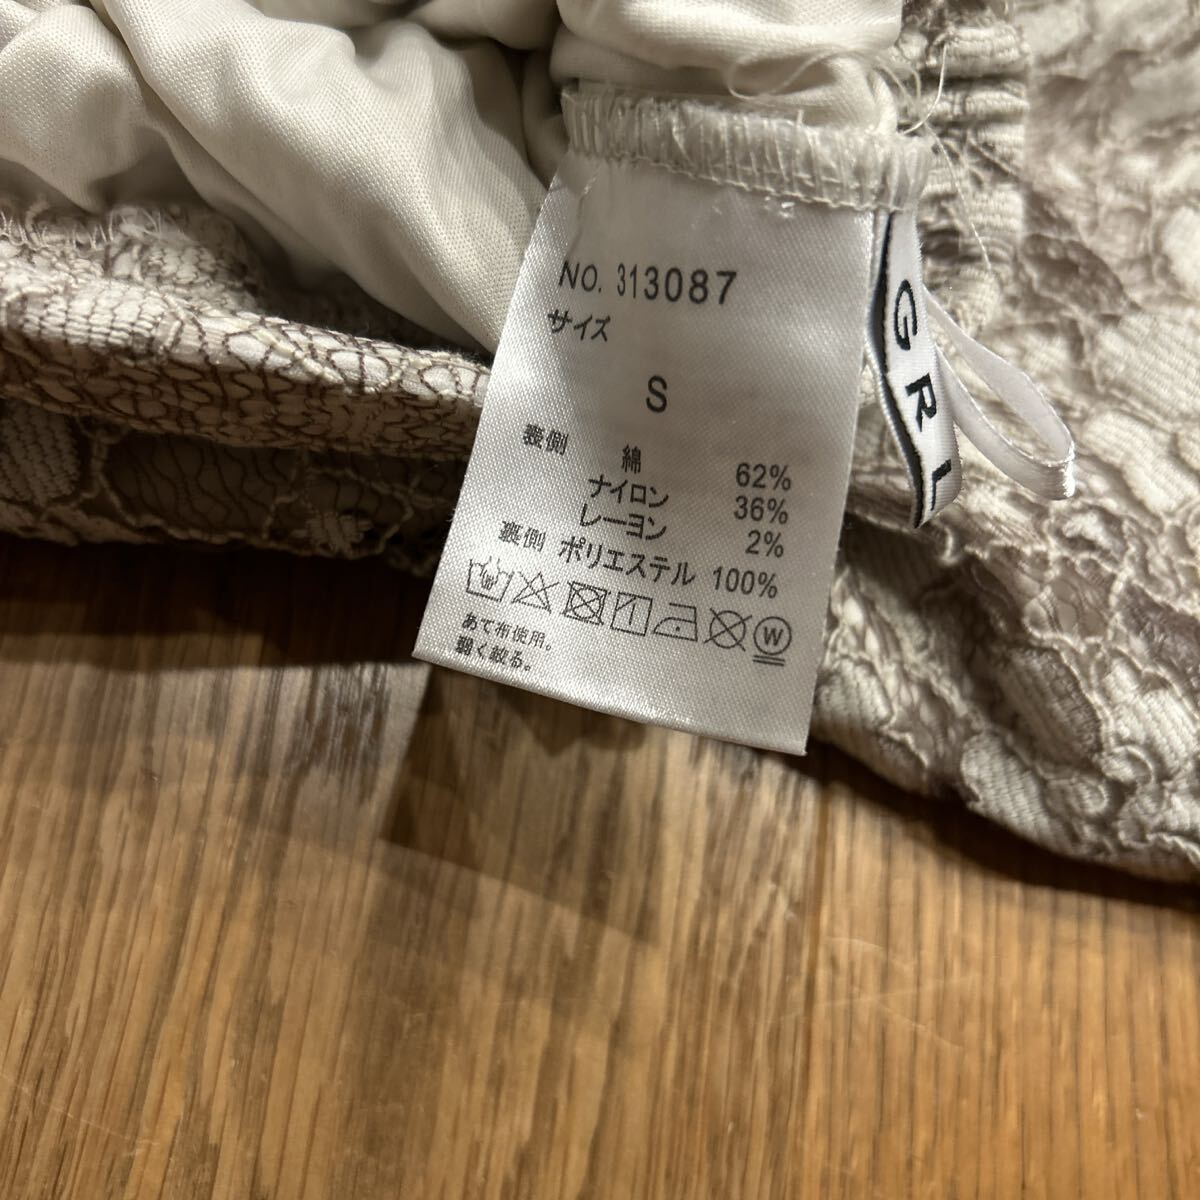 NO. 313087
サイズ
S
表側 綿 62%
ナイロン 36%
レーヨン 2%
裏側 ポリエステル 100%
W
あて布使用。
弱く絞る。
GRL